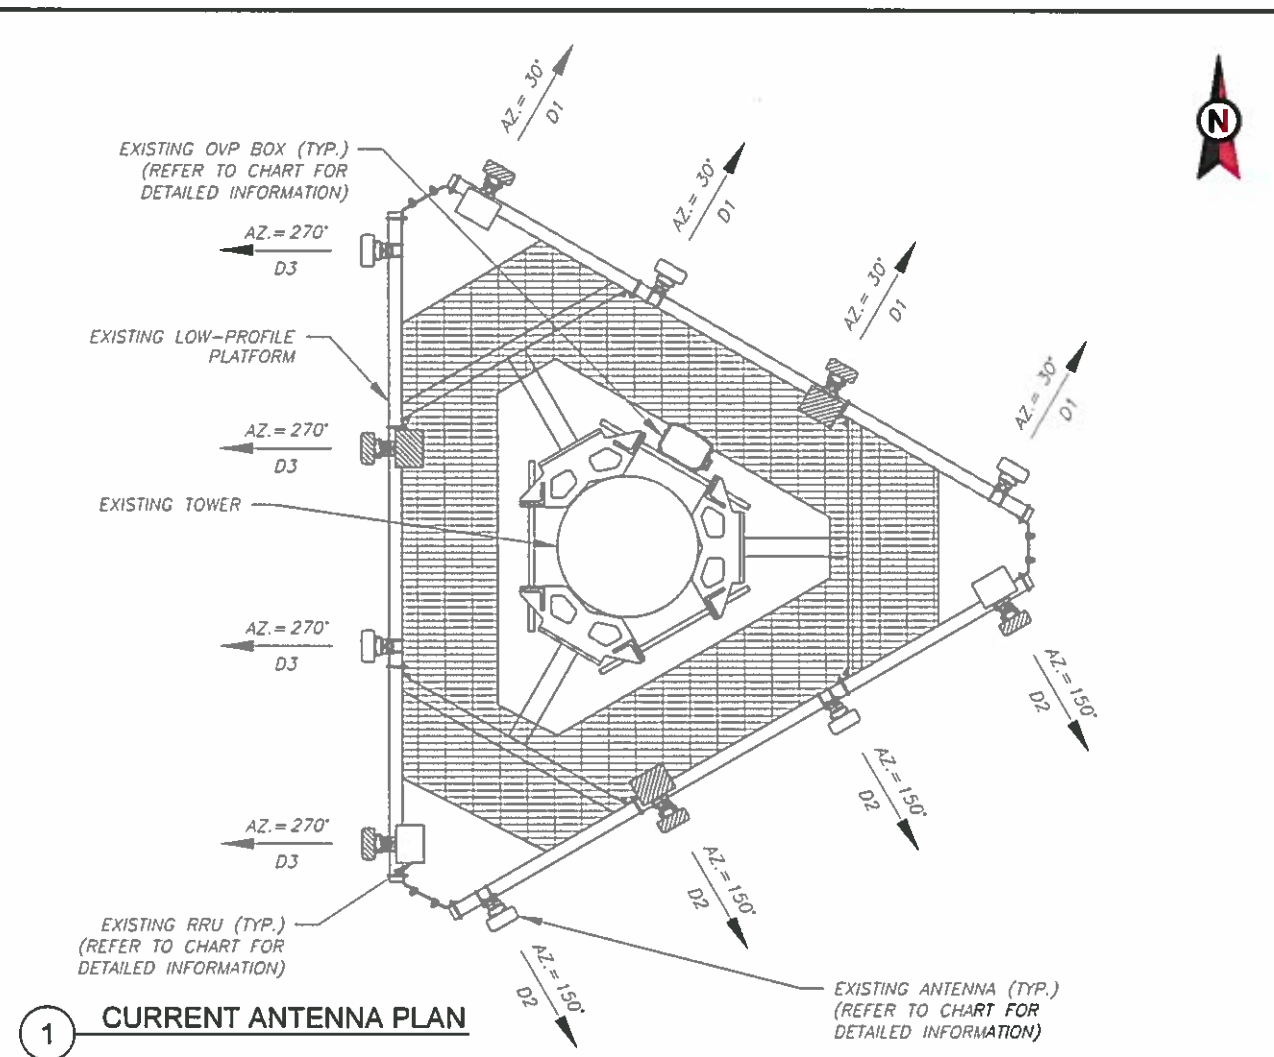 AZ.= 30°
D1
N
EXISTING OVP BOX (TYP.)
(REFER TO CHART FOR
DETAILED INFORMATION)
AZ.= 30°
D1
AZ.= 270°
D3
AZ.= 30°
D1
EXISTING LOW-PROFILE
PLATFORM
AZ.= 30°
D1
AZ.= 270°
D3
EXISTING TOWER
AZ.= 270°
D3
AZ.= 150°
D2
AZ.= 150°
D2
AZ.= 270°
D3
AZ.= 150°
D2
EXISTING RRU (TYP.)
(REFER TO CHART FOR
DETAILED INFORMATION)
AZ.= 150°
D2
EXISTING ANTENNA (TYP.)
(REFER TO CHART FOR
DETAILED INFORMATION)
1 CURRENT ANTENNA PLAN